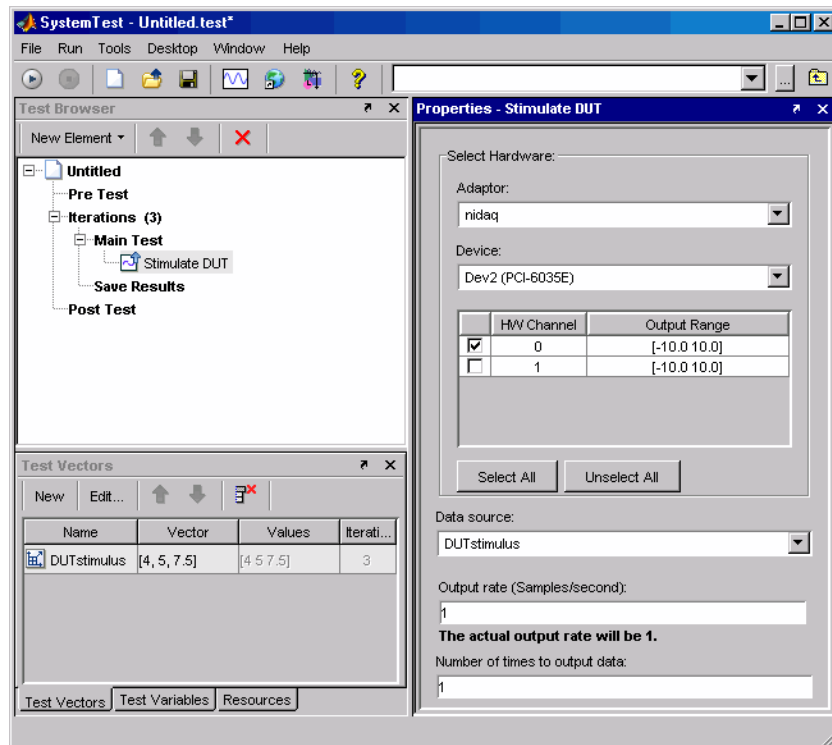 SystemTest - Untitled.test*
File Run Tools Desktop Window Help
...
Test Browser
New Element
Untitled
Pre Test
Iterations (3)
Main Test
Stimulate DUT
Save Results
Post Test
Test Vectors
New Edit...
Name Vector Values Iterati...
DUTstimulus [4, 5, 7.5] [4 5 7.5] 3
Test Vectors Test Variables Resources
Properties - Stimulate DUT
Select Hardware:
Adaptor:
nidaq
Device:
Dev2 (PCI-6035E)
HW Channel Output Range
0 [-10.0 10.0]
1 [-10.0 10.0]
Select All Unselect All
Data source:
DUTstimulus
Output rate (Samples/second):
1
The actual output rate will be 1.
Number of times to output data:
1